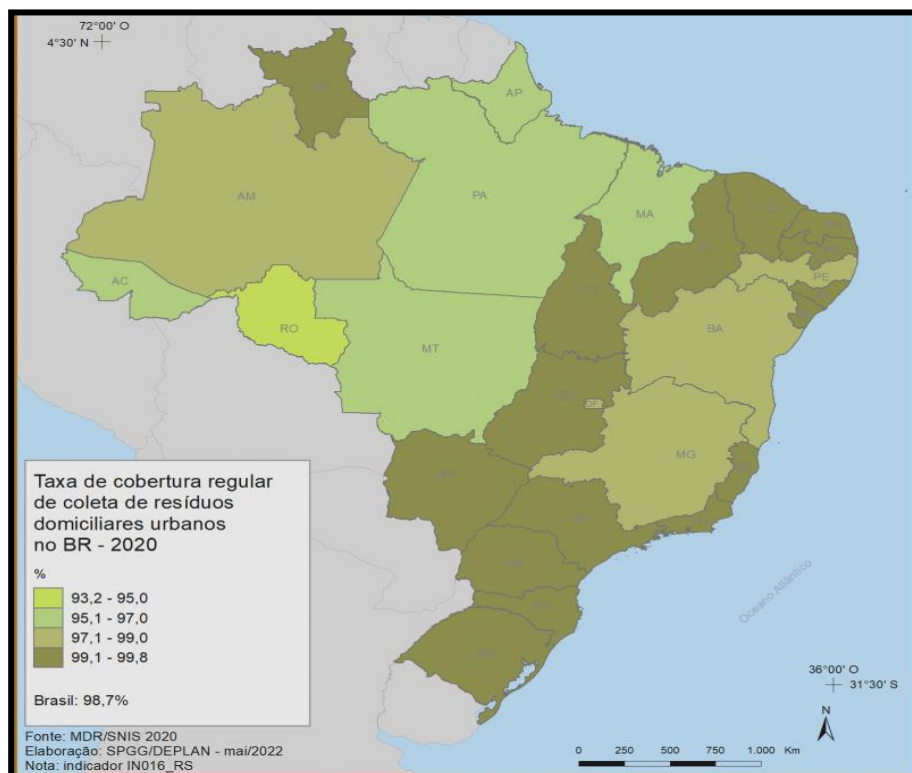 72°00' O
4°30' N
AP
AM
PA
MA
AC
PE
RO
BA
MT
DF
MG
Taxa de cobertura regular
de coleta de resíduos
domiciliares urbanos
no BR - 2020
%
93,2 - 95,0
95,1 - 97,0
97,1 - 99,0
99,1 - 99,8
Brasil: 98,7%
Oceano Atlântico
36°00' O
31°30' S
N
Fonte: MDR/SNIS 2020
Elaboração: SPGG/DEPLAN - mai/2022
Nota: indicador IN016_RS
0 250 500 750 1.000 Km